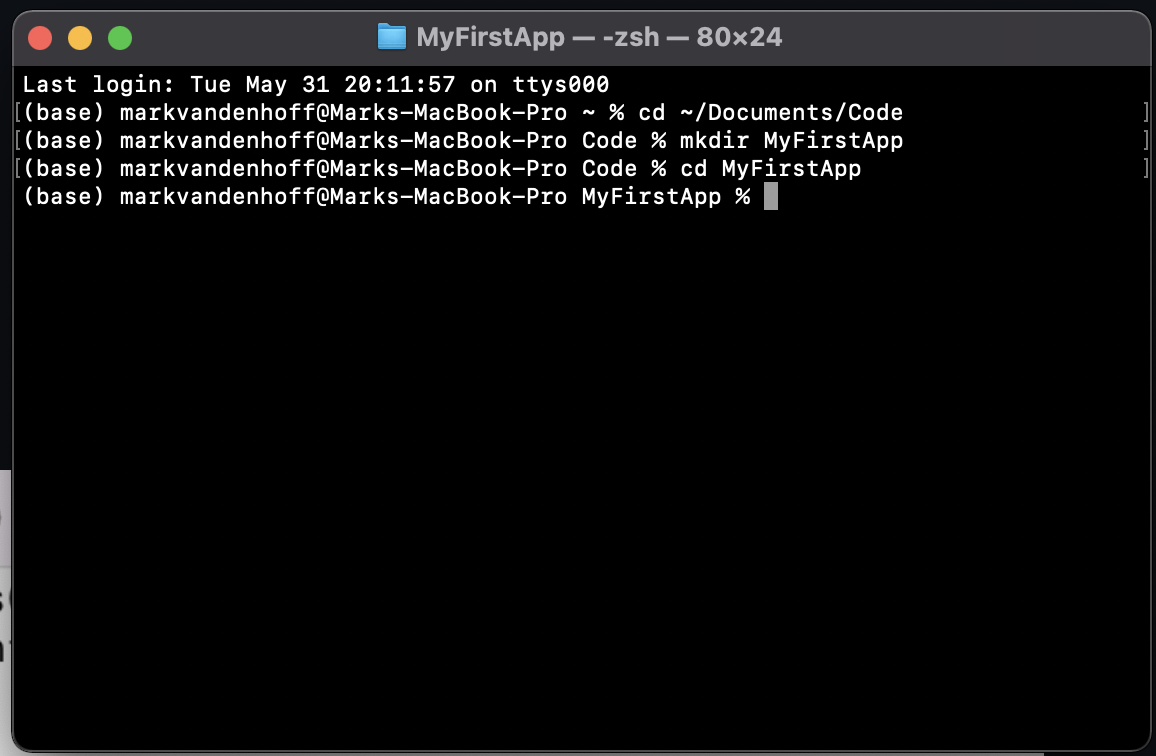 MyFirstApp — -zsh — 80×24
Last login: Tue May 31 20:11:57 on ttys000
[(base) markvandenhoff@Marks-MacBook-Pro ~ % cd ~/Documents/Code ]
[(base) markvandenhoff@Marks-MacBook-Pro Code % mkdir MyFirstApp ]
[(base) markvandenhoff@Marks-MacBook-Pro Code % cd MyFirstApp ]
(base) markvandenhoff@Marks-MacBook-Pro MyFirstApp %